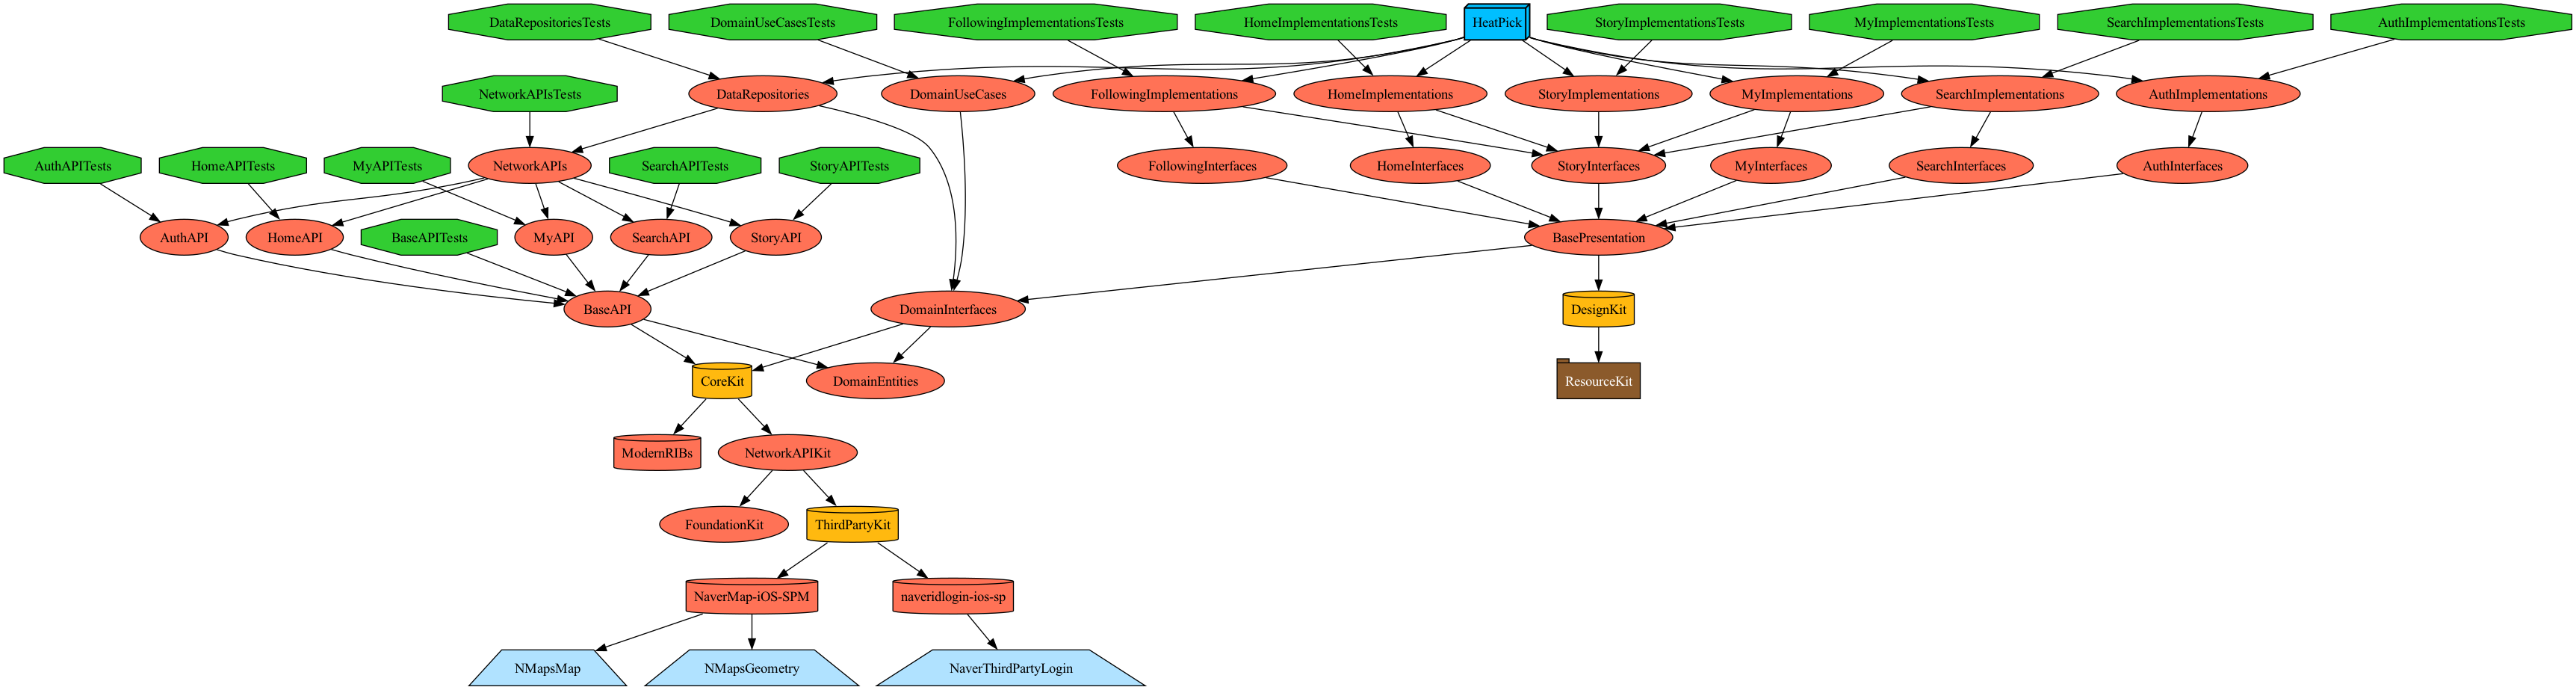 DataRepositoriesTests
DomainUseCasesTests
FollowingImplementationsTests
HomeImplementationsTests
HeatPick
StoryImplementationsTests
MyImplementationsTests
SearchImplementationsTests
AuthImplementationsTests
NetworkAPIsTests
DataRepositories
DomainUseCases
FollowingImplementations
HomeImplementations
StoryImplementations
MyImplementations
SearchImplementations
AuthImplementations
AuthAPITests
HomeAPITests
MyAPITests
NetworkAPIs
SearchAPITests
StoryAPITests
FollowingInterfaces
HomeInterfaces
StoryInterfaces
MyInterfaces
SearchInterfaces
AuthInterfaces
AuthAPI
HomeAPI
BaseAPITests
MyAPI
SearchAPI
StoryAPI
BasePresentation
BaseAPI
DomainInterfaces
DesignKit
CoreKit
DomainEntities
ResourceKit
ModernRIBs
NetworkAPIKit
FoundationKit
ThirdPartyKit
NaverMap-iOS-SPM
naveridlogin-ios-sp
NMapsMap
NMapsGeometry
NaverThirdPartyLogin